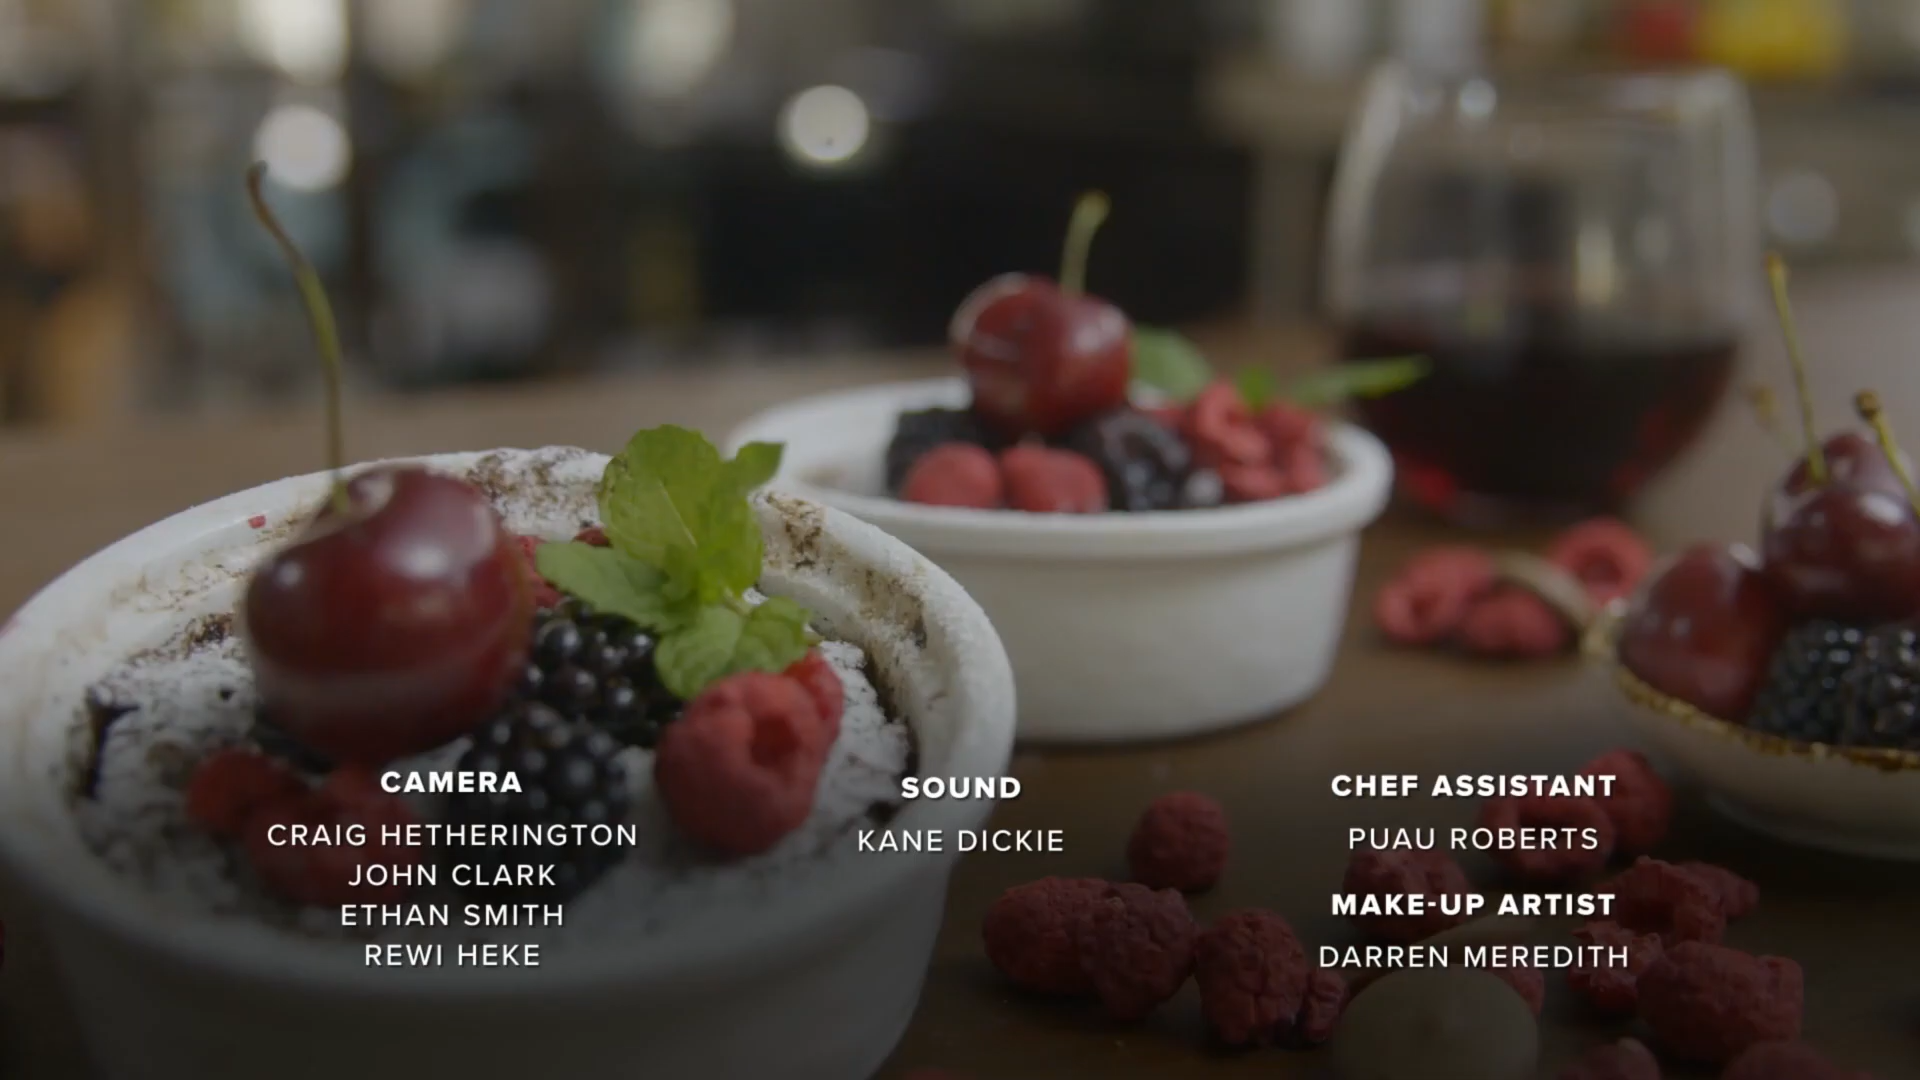 CAMERA
CRAIG HETHERINGTON
JOHN CLARK
ETHAN SMITH
REWI HEKE
SOUND
KANE DICKIE
CHEF ASSISTANT
PUAU ROBERTS
MAKE-UP ARTIST
DARREN MEREDITH